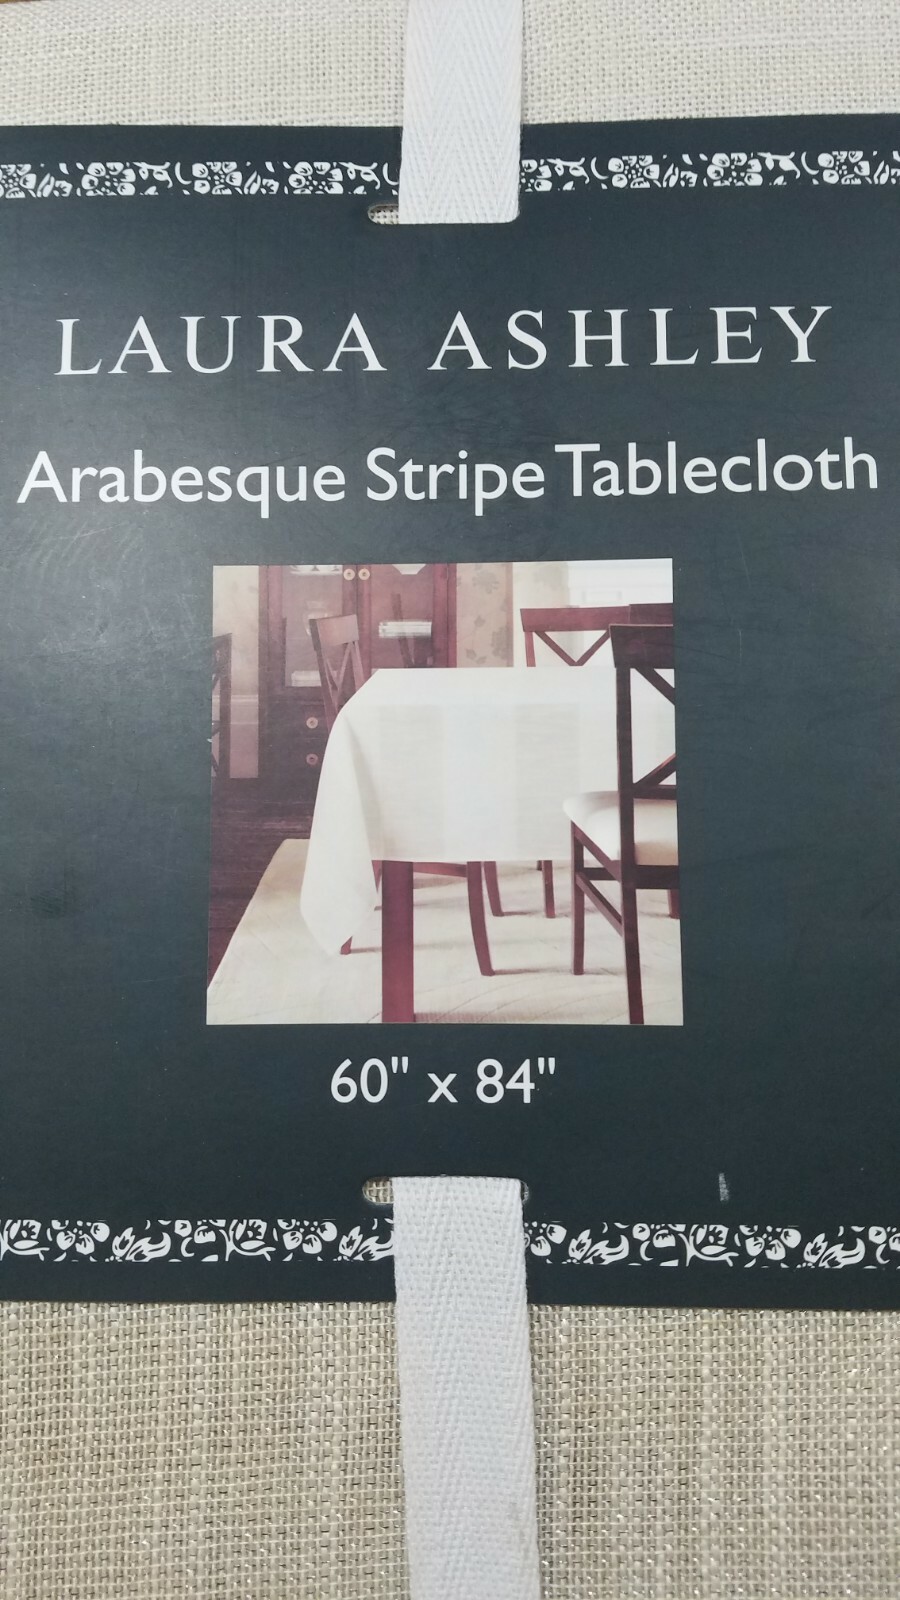 LAURA ASHLEY
Arabesque Stripe Tablecloth
60" x 84"